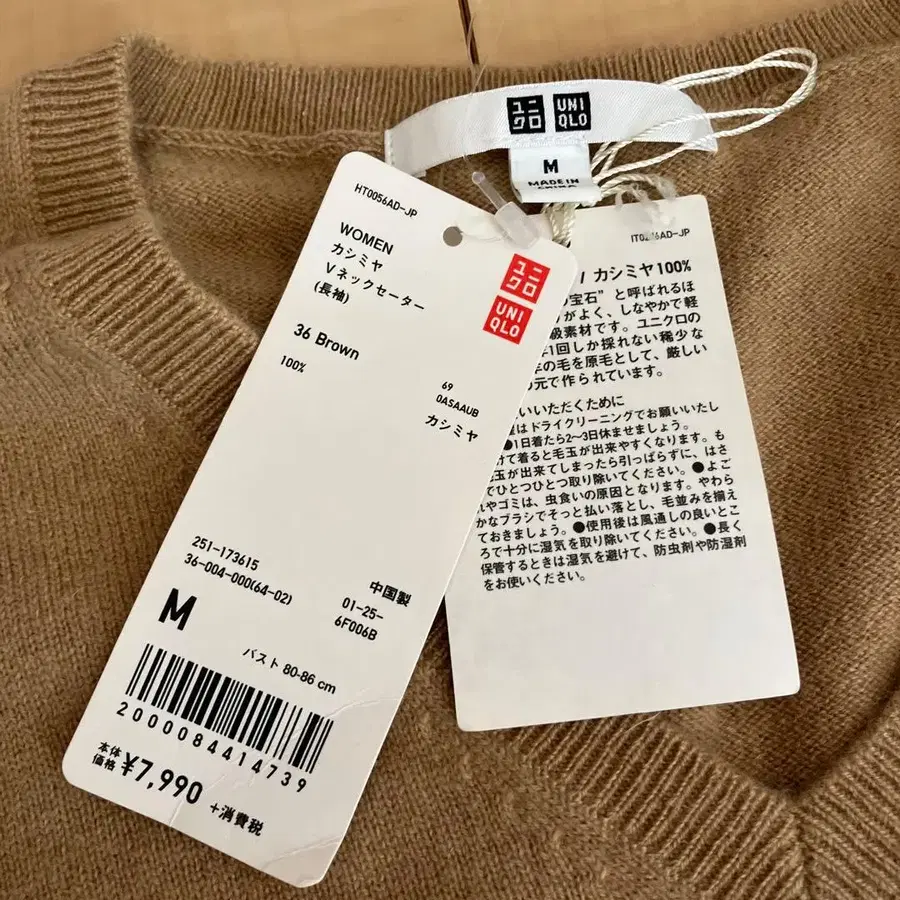 ユニ
クロ
UNI
QLO
M
MADE IN
HT0056AD-JP
WOMEN
カシミヤ
Vネックセーター
(長袖)
ユニ
クロ
UNI
QLO
36 Brown
100%
69
0ASAAUB
カシミヤ
251-173615
36-004-000(64-02)
中国製
01-25-
6F006B
M
バスト 80-86 cm
2000084414739
本体
価格 ¥7,990 +消費税
AD-JP
/ カシミヤ100%
宝石” と呼ばれるほ
がよく、しなやかで軽
級素材です。ユニクロの
1回しか採れない稀少な
の毛を原毛として、厳しい
の元で作られています。
いいただくために
はドライクリーニングでお願いいたし
●1日着たら2〜3日休ませましょう。
けて着ると毛玉が出来やすくなります。も
毛玉が出来てしまったら引っぱらずに、はさ
でひとつひとつ取り除いてください。●よご
れやゴミは、虫食いの原因となります。やわら
かなブラシでそっと払い落とし、毛並みを揃え
ておきましょう。●使用後は風通しの良いとこ
ろで十分に湿気を取り除いてください。●長く
保管するときは湿気を避けて、防虫剤や防湿剤
をお使いください。